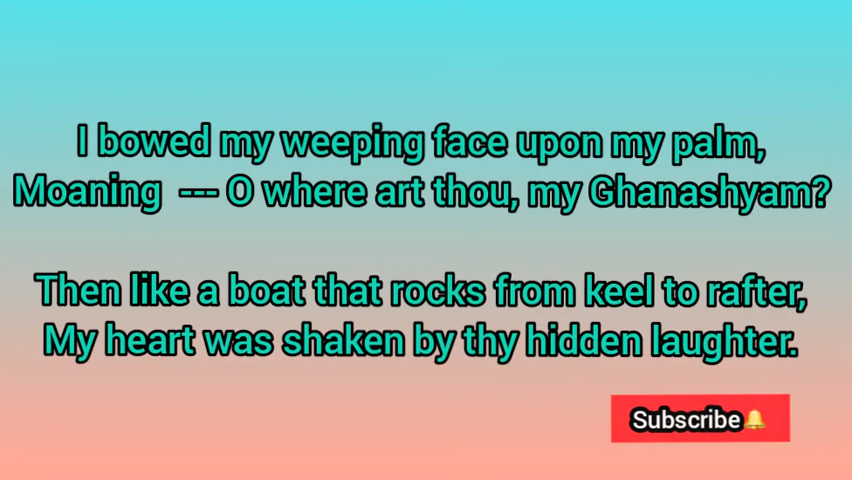 I bowed my weeping face upon my palm,
Moaning --- O where art thou, my Ghanashyam?
Then like a boat that rocks from keel to rafter,
My heart was shaken by thy hidden laughter.
Subscribe🔔